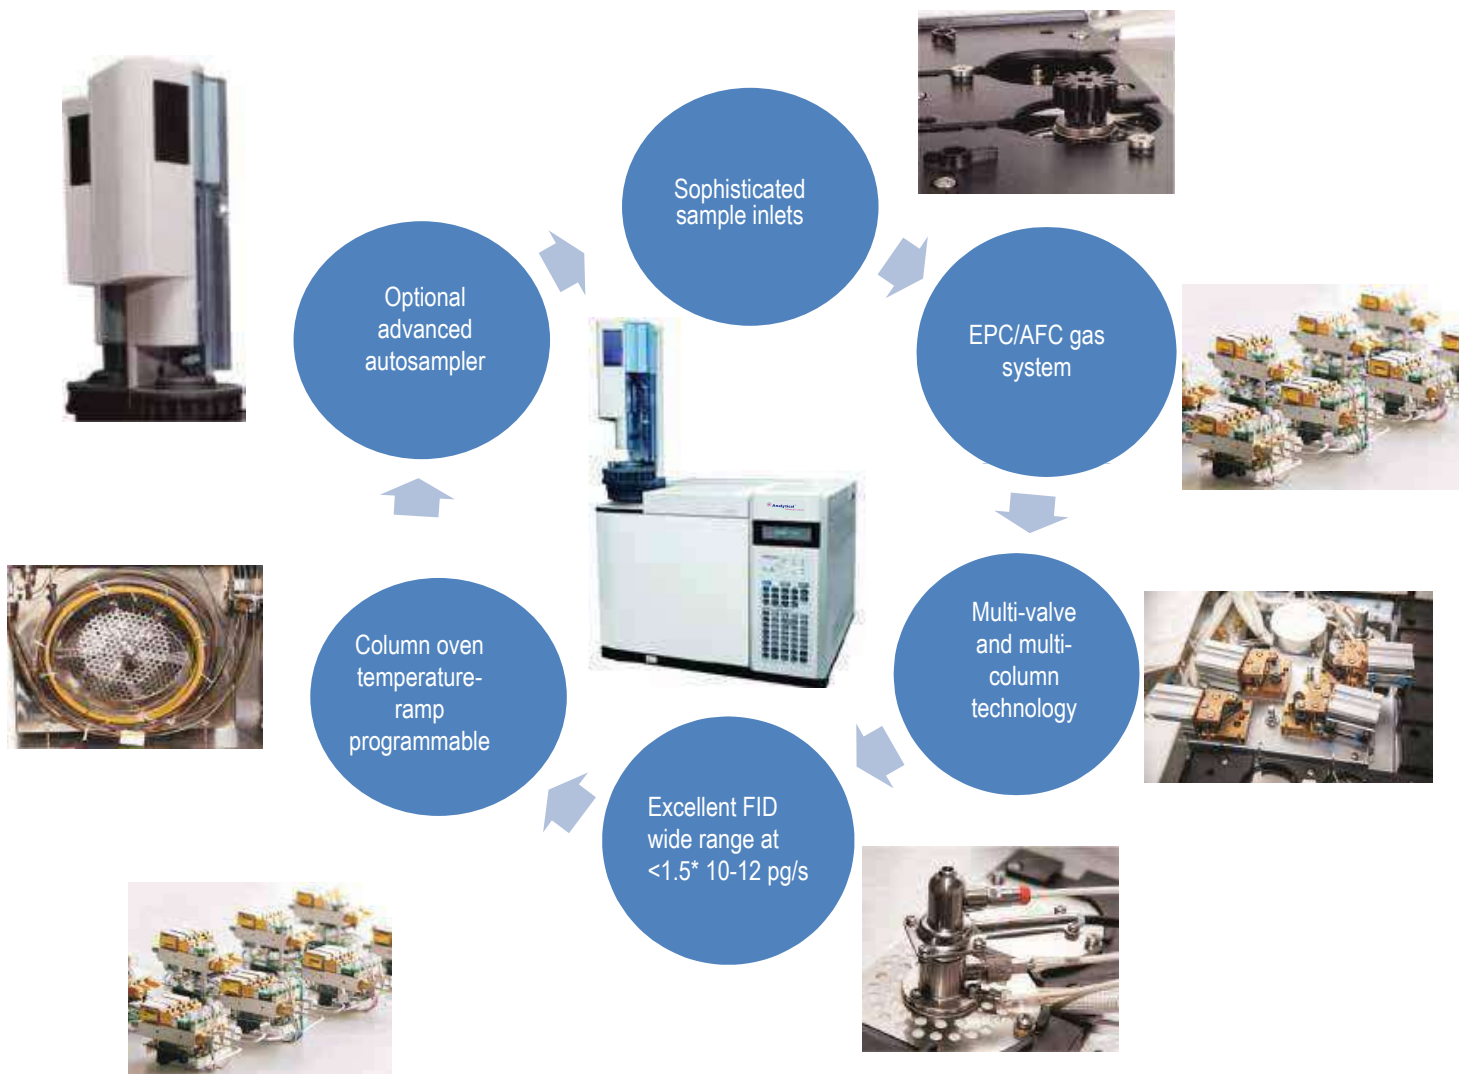 Sophisticated
sample inlets
EPC/AFC gas
system
Multi-valve
and multi-
column
technology
Excellent FID
wide range at
<1.5* 10-12 pg/s
Column oven
temperature-
ramp
programmable
Optional
advanced
autosampler
Analytical